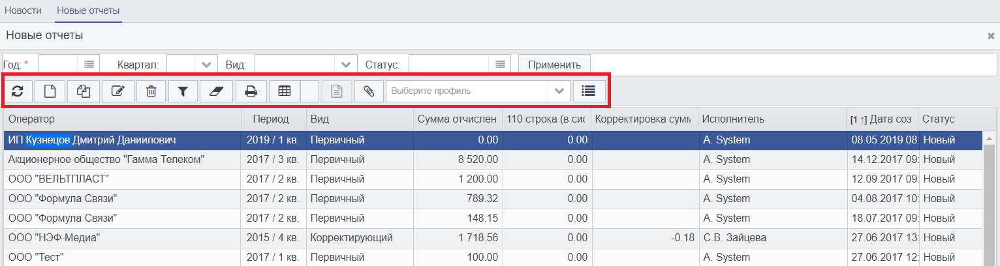 Новости Новые отчеты
Новые отчеты
Год: * Квартал: Вид: Статус: Применить
Выберите профиль
Оператор Период Вид Сумма отчислен 110 строка (в сис Корректировка сумм Исполнитель [1 ↑] Дата соз Статус
ИП Кузнецов Дмитрий Даниилович 2019 / 1 кв. Первичный 0.00 0.00 A. System 08.05.2019 08: Новый
Акционерное общество "Гамма Телеком" 2017 / 3 кв. Первичный 8 520.00 0.00 A. System 14.12.2017 09: Новый
ООО "ВЕЛЬТПЛАСТ" 2017 / 2 кв. Первичный 1 200.00 0.00 A. System 12.09.2017 09: Новый
ООО "Формула Связи" 2017 / 2 кв. Первичный 789.32 0.00 A. System 04.08.2017 10: Новый
ООО "Формула Связи" 2017 / 2 кв. Первичный 148.15 0.00 A. System 18.07.2017 09: Новый
ООО "НЭФ-Медиа" 2015 / 4 кв. Корректирующий 1 718.56 0.00 -0.18 С.В. Зайцева 27.06.2017 13: Новый
ООО "Тест" 2017 / 1 кв. Первичный 100.00 0.00 A. System 27.06.2017 12: Новый